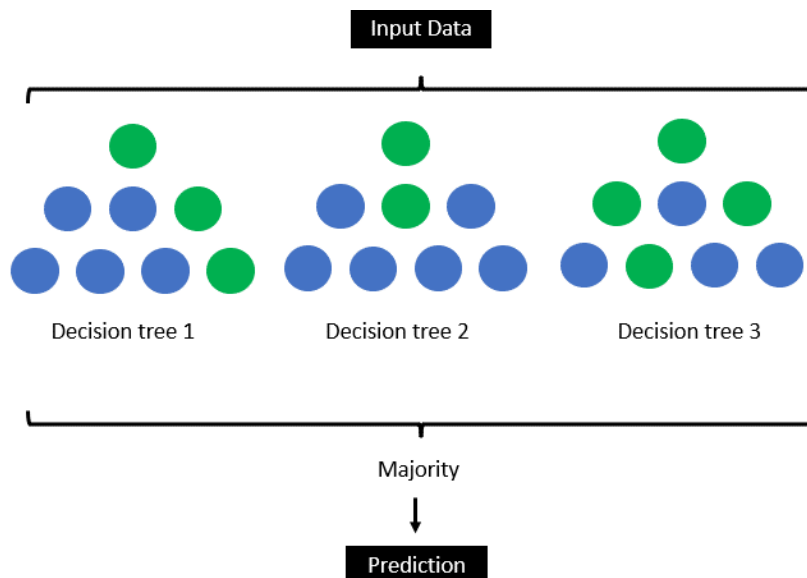 Input Data
Decision tree 1
Decision tree 2
Decision tree 3
Majority
Prediction